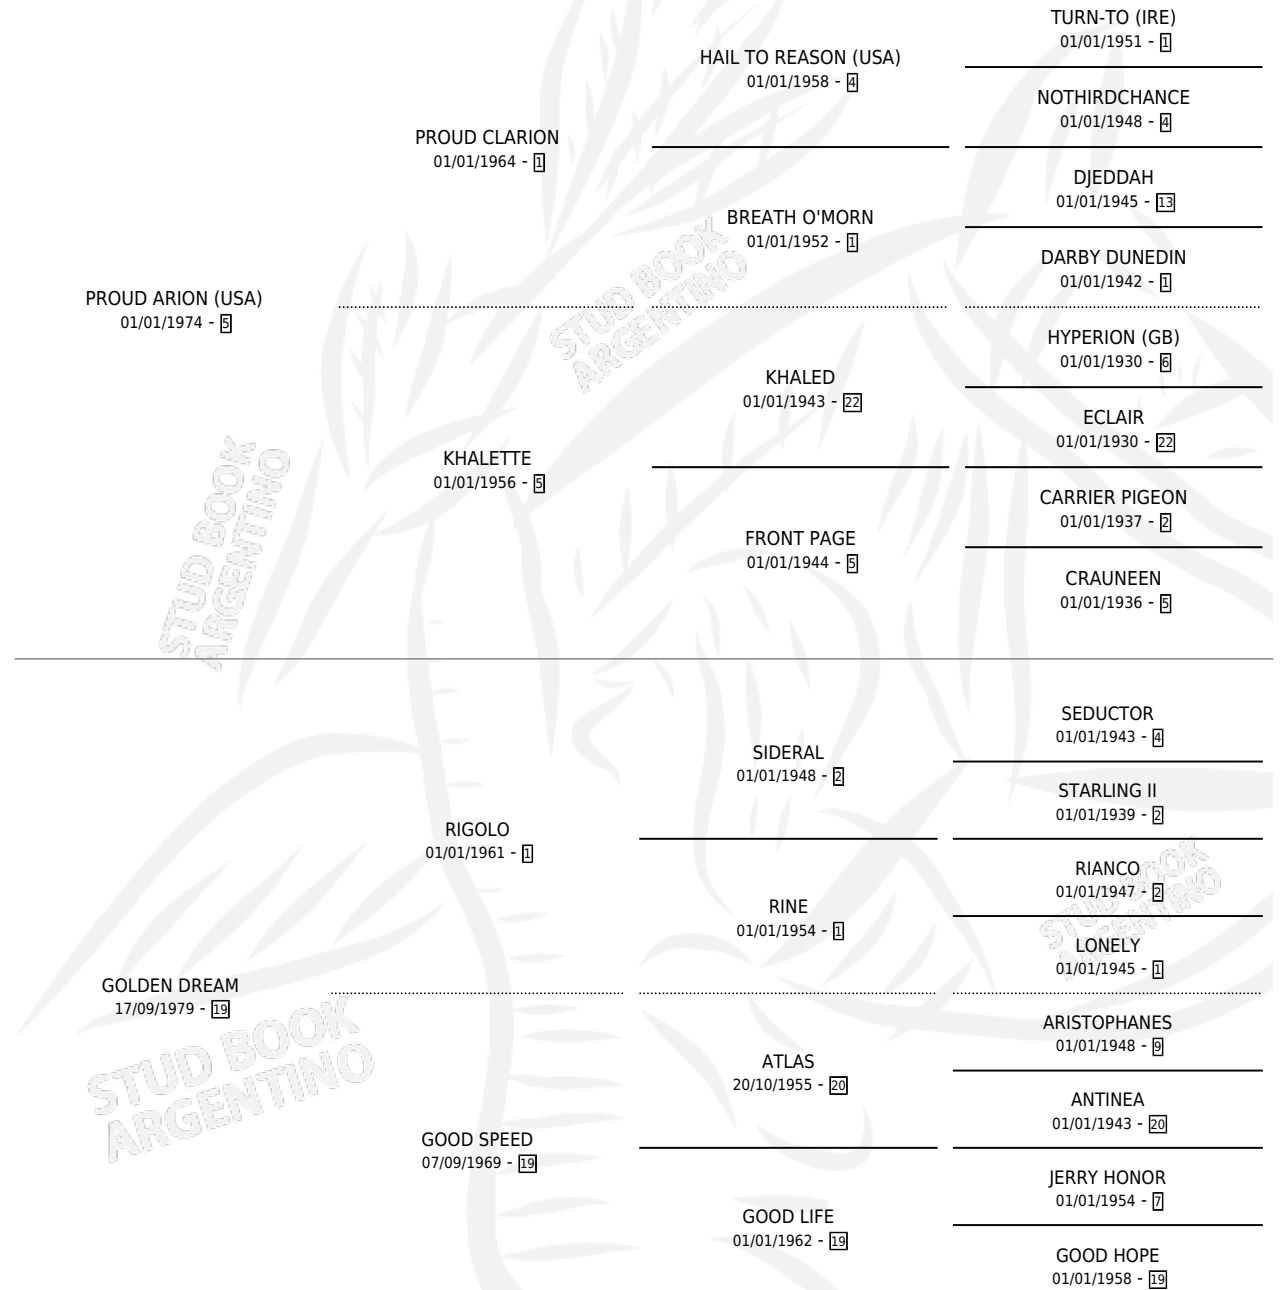 TURN-TO (IRE)
01/01/1951 - 1
HAIL TO REASON (USA)
01/01/1958 - 4
NOTHIRDCHANCE
01/01/1948 - 4
PROUD CLARION
01/01/1964 - 1
DJEDDAH
01/01/1945 - 13
BREATH O'MORN
01/01/1952 - 1
DARBY DUNEDIN
01/01/1942 - 1
PROUD ARION (USA)
01/01/1974 - 5
HYPERION (GB)
01/01/1930 - 6
KHALED
01/01/1943 - 22
ECLAIR
01/01/1930 - 22
KHALETTE
01/01/1956 - 5
CARRIER PIGEON
01/01/1937 - 2
FRONT PAGE
01/01/1944 - 5
CRAUNEEN
01/01/1936 - 5
SEDUCTOR
01/01/1943 - 4
SIDERAL
01/01/1948 - 2
STARLING II
01/01/1939 - 2
RIGOLO
01/01/1961 - 1
RIANCO
01/01/1947 - 2
RINE
01/01/1954 - 1
LONELY
01/01/1945 - 1
GOLDEN DREAM
17/09/1979 - 19
ARISTOPHANES
01/01/1948 - 9
ATLAS
20/10/1955 - 20
ANTINEA
01/01/1943 - 20
GOOD SPEED
07/09/1969 - 19
JERRY HONOR
01/01/1954 - 7
GOOD LIFE
01/01/1962 - 19
GOOD HOPE
01/01/1958 - 19
STUD BOOK
ARGENTINO
STUD BOOK
ARGENTINO
STUD BOOK
ARGENTINO
STUD BOOK
ARGENTINO